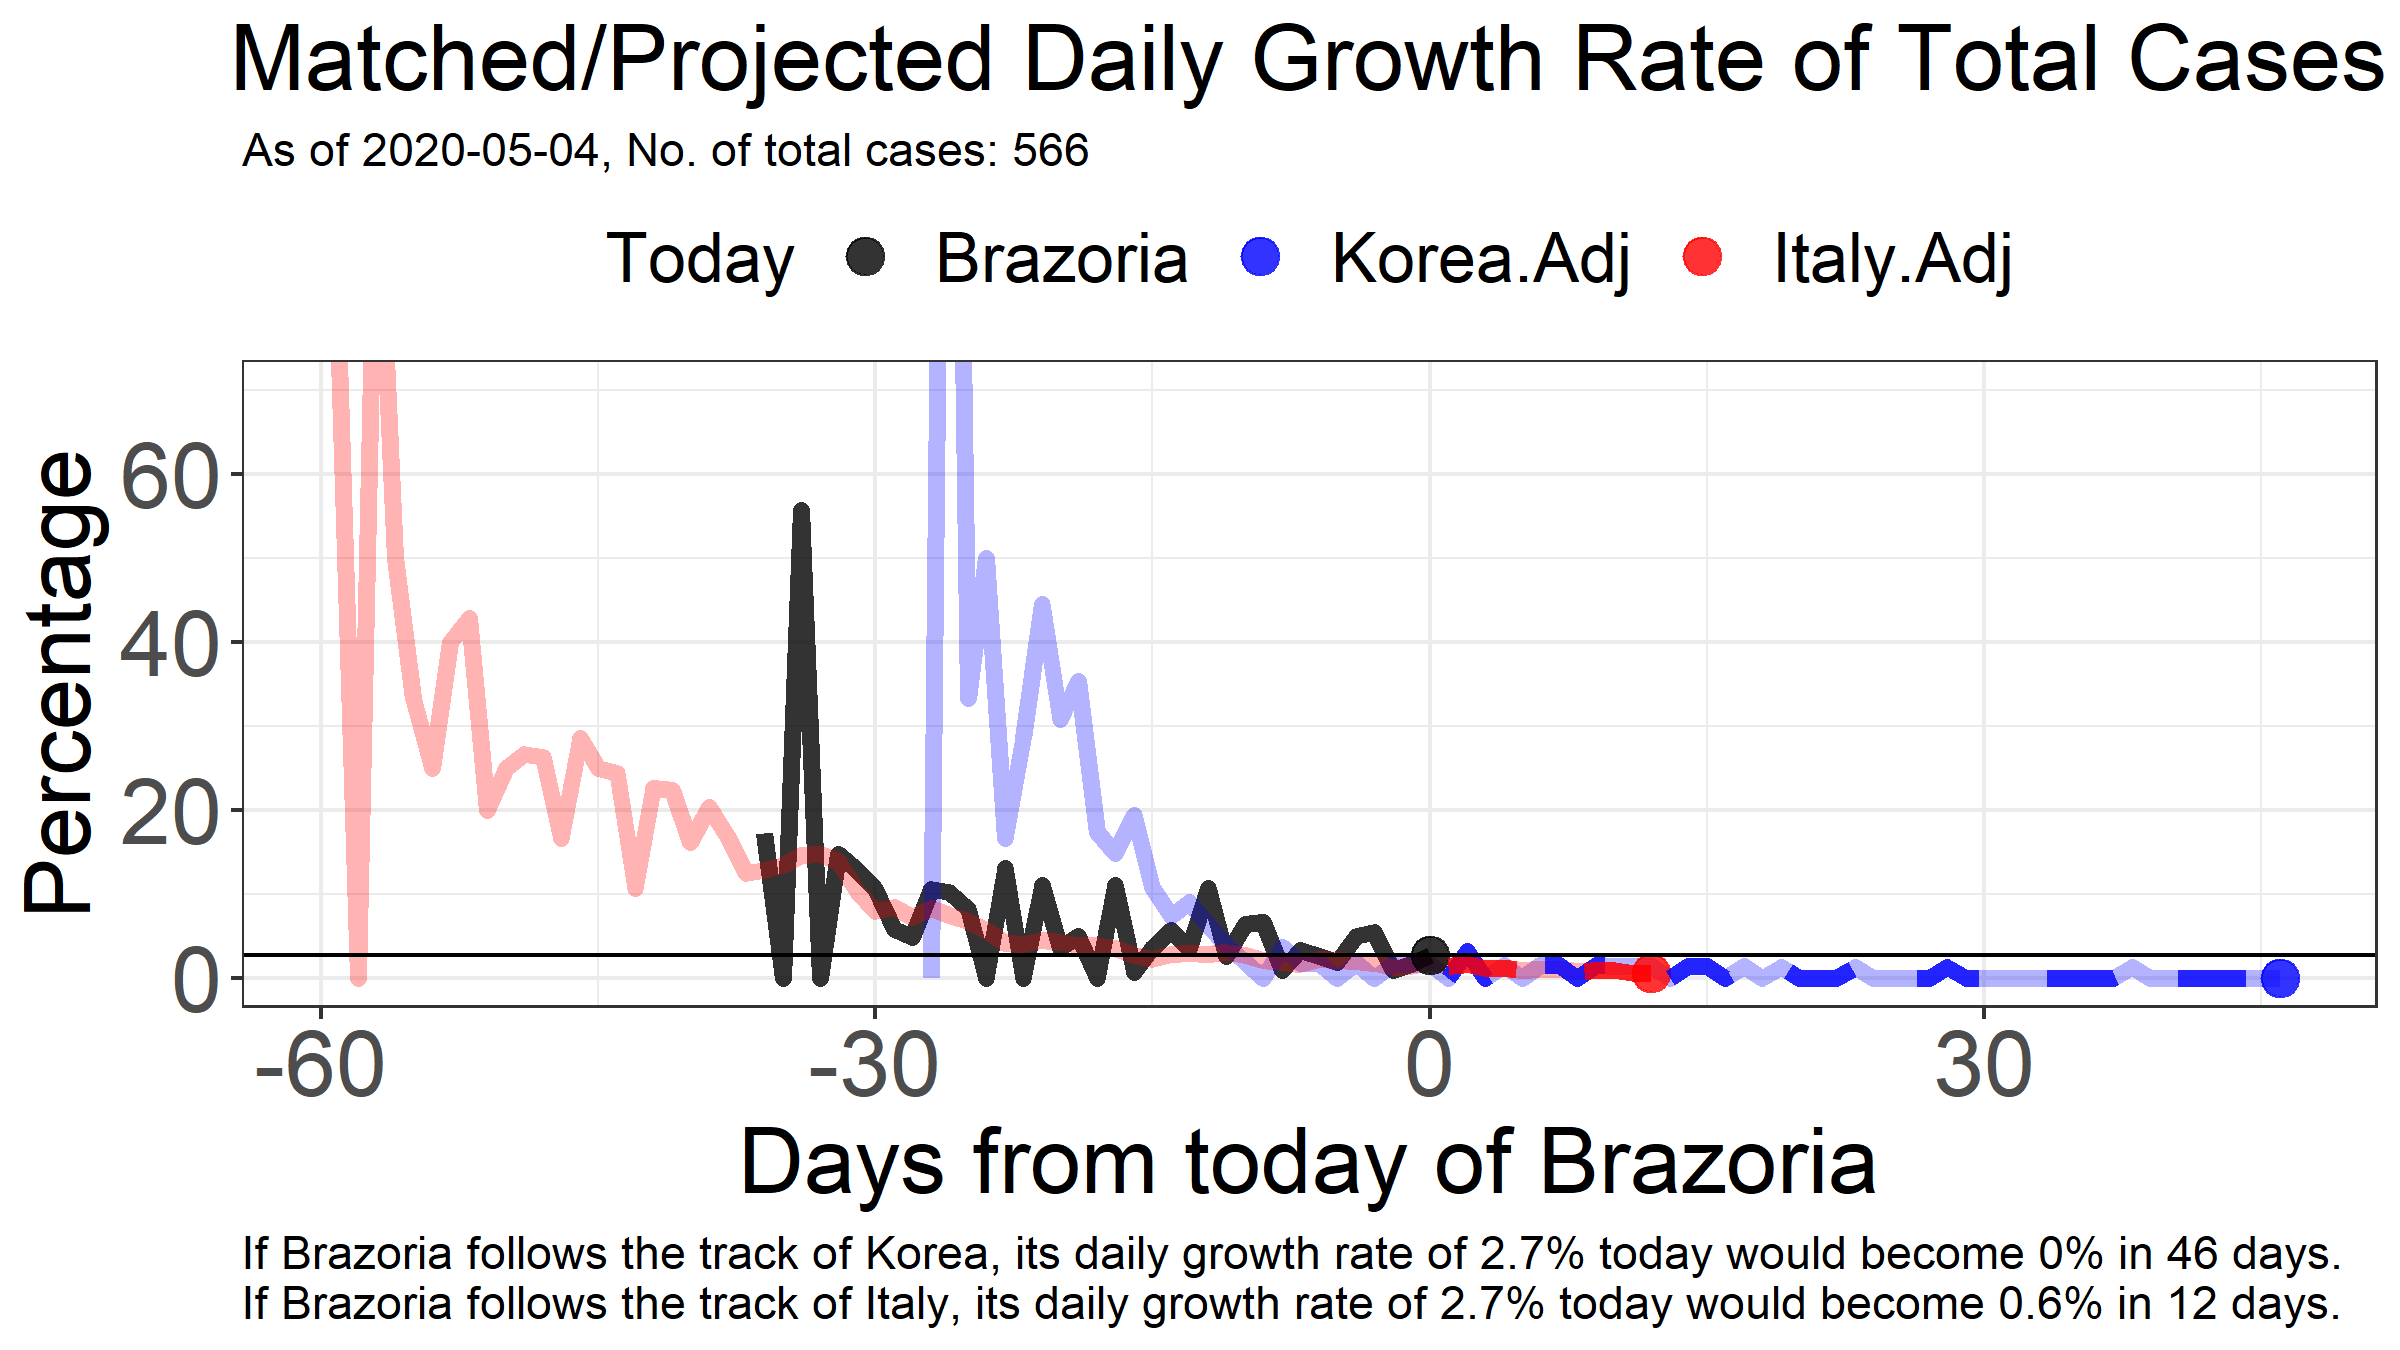 Matched/Projected Daily Growth Rate of Total Cases
As of 2020-05-04, No. of total cases: 566
Today Brazoria Korea.Adj Italy.Adj
Percentage
60
40
20
0
-60 -30 0 30
Days from today of Brazoria
If Brazoria follows the track of Korea, its daily growth rate of 2.7% today would become 0% in 46 days.
If Brazoria follows the track of Italy, its daily growth rate of 2.7% today would become 0.6% in 12 days.